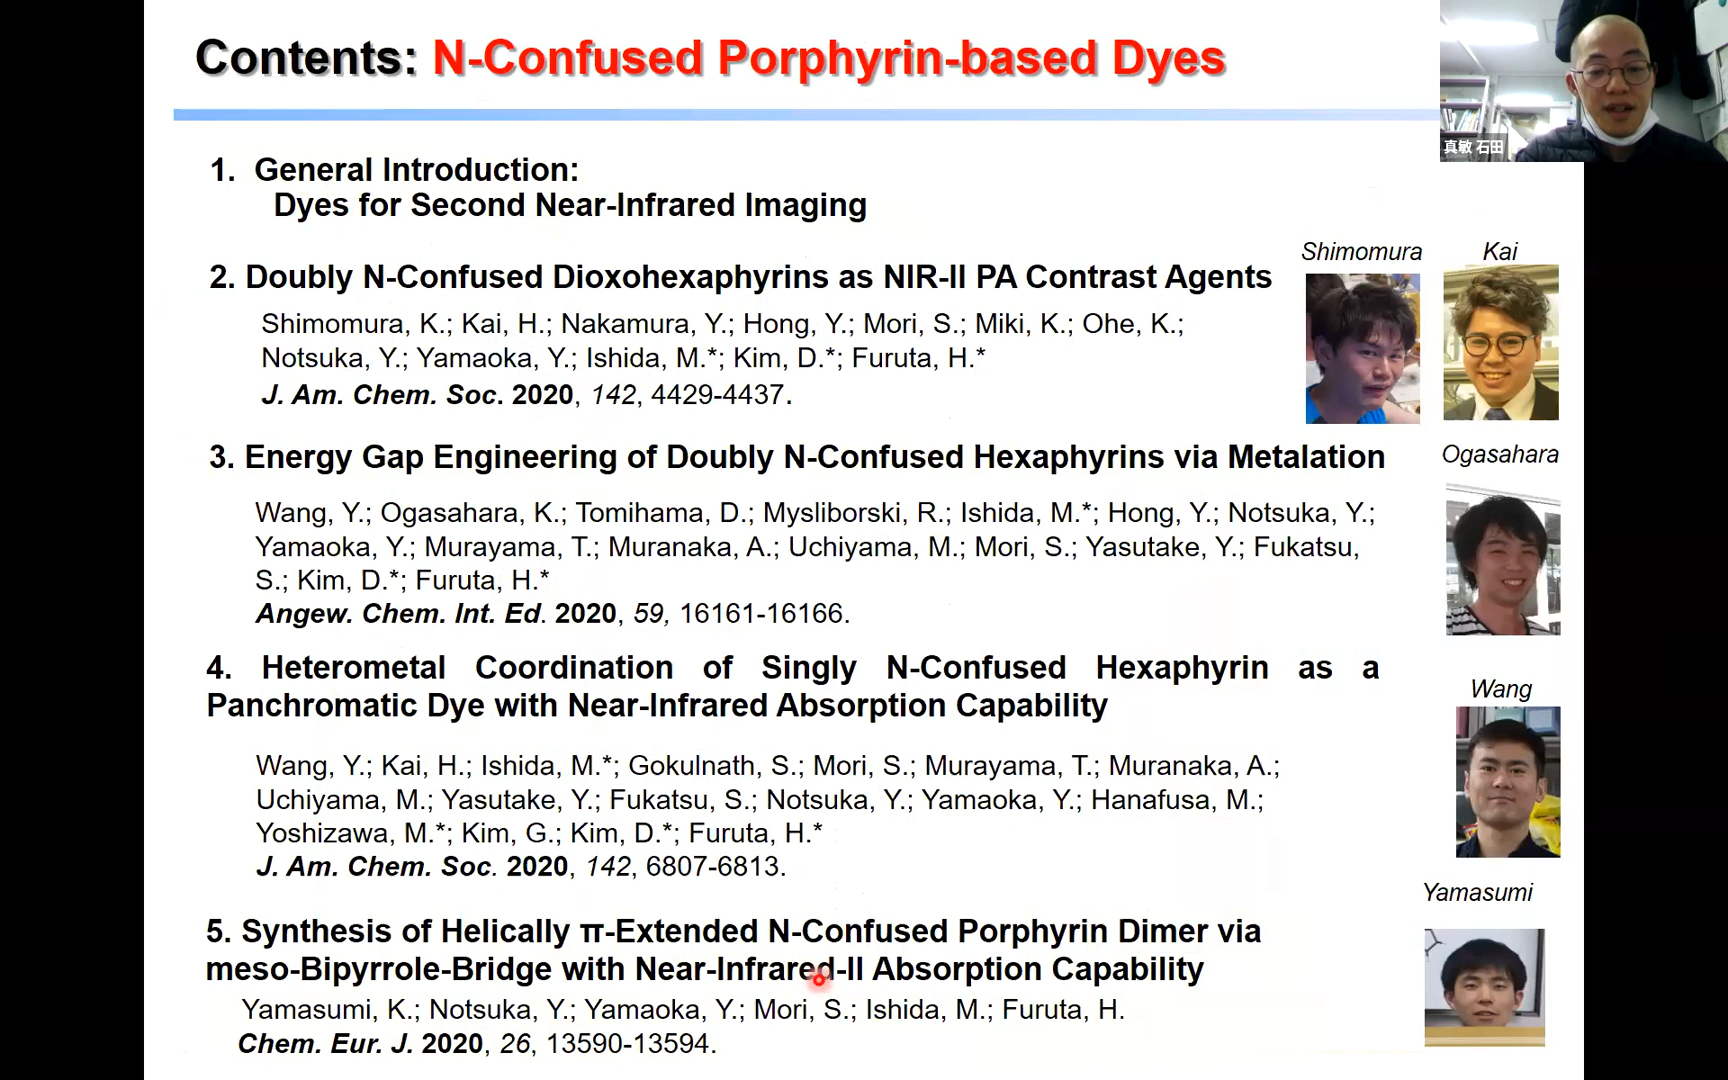 Contents: N-Confused Porphyrin-based Dyes
真敏 石田
1. General Introduction:
Dyes for Second Near-Infrared Imaging
2. Doubly N-Confused Dioxohexaphyrins as NIR-II PA Contrast Agents
Shimomura, K.; Kai, H.; Nakamura, Y.; Hong, Y.; Mori, S.; Miki, K.; Ohe, K.;
Notsuka, Y.; Yamaoka, Y.; Ishida, M.*; Kim, D.*; Furuta, H.*
J. Am. Chem. Soc. 2020, 142, 4429-4437.
Shimomura
Kai
3. Energy Gap Engineering of Doubly N-Confused Hexaphyrins via Metalation
Wang, Y.; Ogasahara, K.; Tomihama, D.; Mysliborski, R.; Ishida, M.*; Hong, Y.; Notsuka, Y.;
Yamaoka, Y.; Murayama, T.; Muranaka, A.; Uchiyama, M.; Mori, S.; Yasutake, Y.; Fukatsu,
S.; Kim, D.*; Furuta, H.*
Angew. Chem. Int. Ed. 2020, 59, 16161-16166.
Ogasahara
4. Heterometal Coordination of Singly N-Confused Hexaphyrin as a
Panchromatic Dye with Near-Infrared Absorption Capability
Wang, Y.; Kai, H.; Ishida, M.*; Gokulnath, S.; Mori, S.; Murayama, T.; Muranaka, A.;
Uchiyama, M.; Yasutake, Y.; Fukatsu, S.; Notsuka, Y.; Yamaoka, Y.; Hanafusa, M.;
Yoshizawa, M.*; Kim, G.; Kim, D.*; Furuta, H.*
J. Am. Chem. Soc. 2020, 142, 6807-6813.
Wang
5. Synthesis of Helically π-Extended N-Confused Porphyrin Dimer via
meso-Bipyrrole-Bridge with Near-Infrared-II Absorption Capability
Yamasumi, K.; Notsuka, Y.; Yamaoka, Y.; Mori, S.; Ishida, M.; Furuta, H.
Chem. Eur. J. 2020, 26, 13590-13594.
Yamasumi